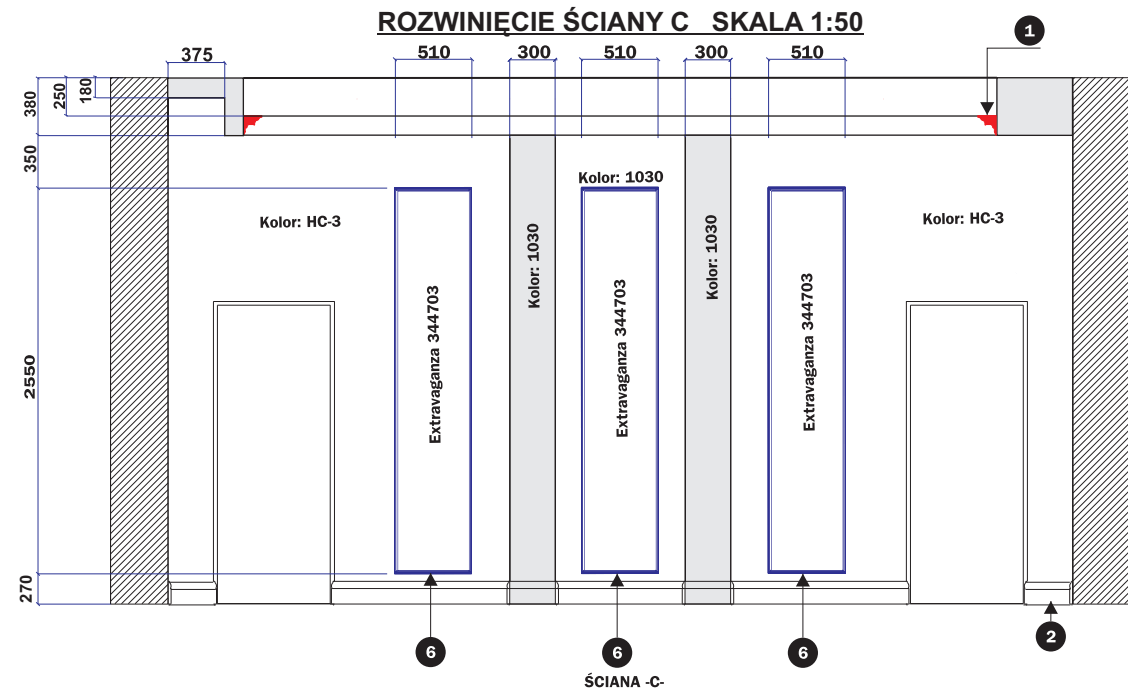 ROZWINIĘCIE ŚCIANY C SKALA 1:50
1
375
510
300
510
300
510
180
250
380
350
2550
270
Kolor: HC-3
Kolor: 1030
Kolor: HC-3
Kolor: 1030
Kolor: 1030
Extravaganza 344703
Extravaganza 344703
Extravaganza 344703
6
6
6
2
ŚCIANA -C-